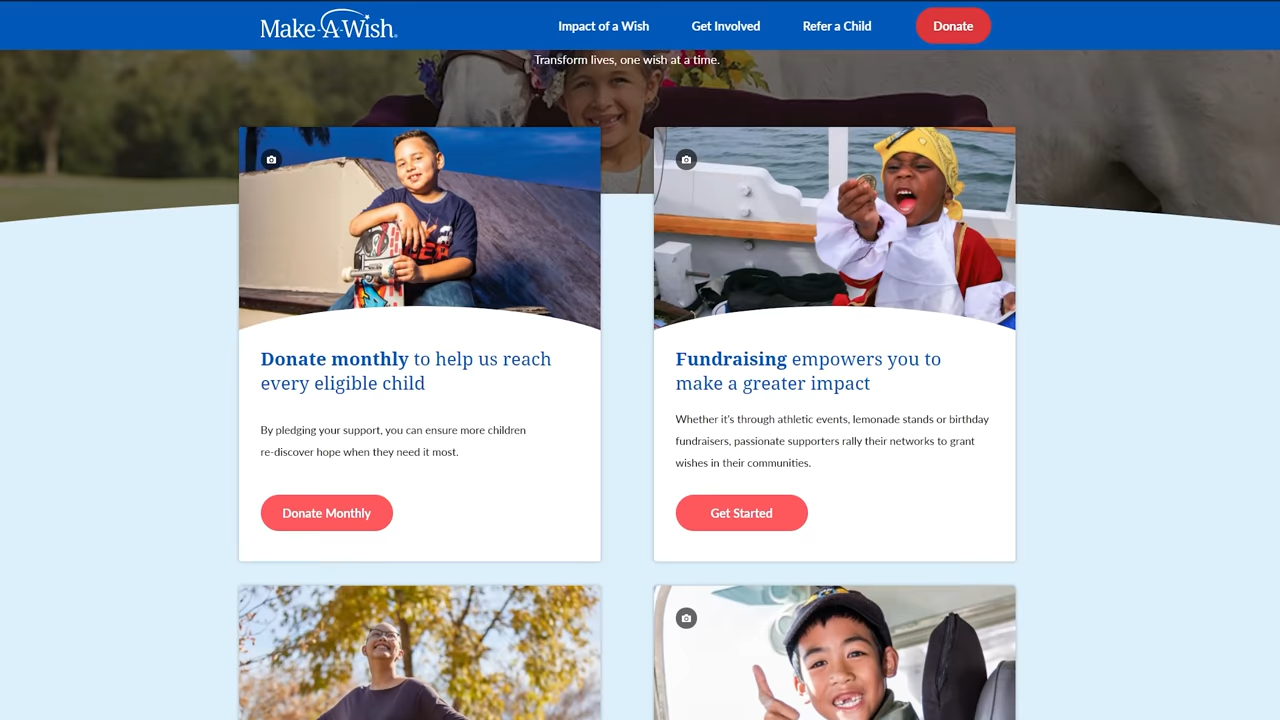 Make-A-Wish®
Impact of a Wish
Get Involved
Refer a Child
Donate
Transform lives, one wish at a time.
Donate monthly to help us reach
every eligible child
By pledging your support, you can ensure more children
re-discover hope when they need it most.
Donate Monthly
Fundraising empowers you to
make a greater impact
Whether it's through athletic events, lemonade stands or birthday
fundraisers, passionate supporters rally their networks to grant
wishes in their communities.
Get Started